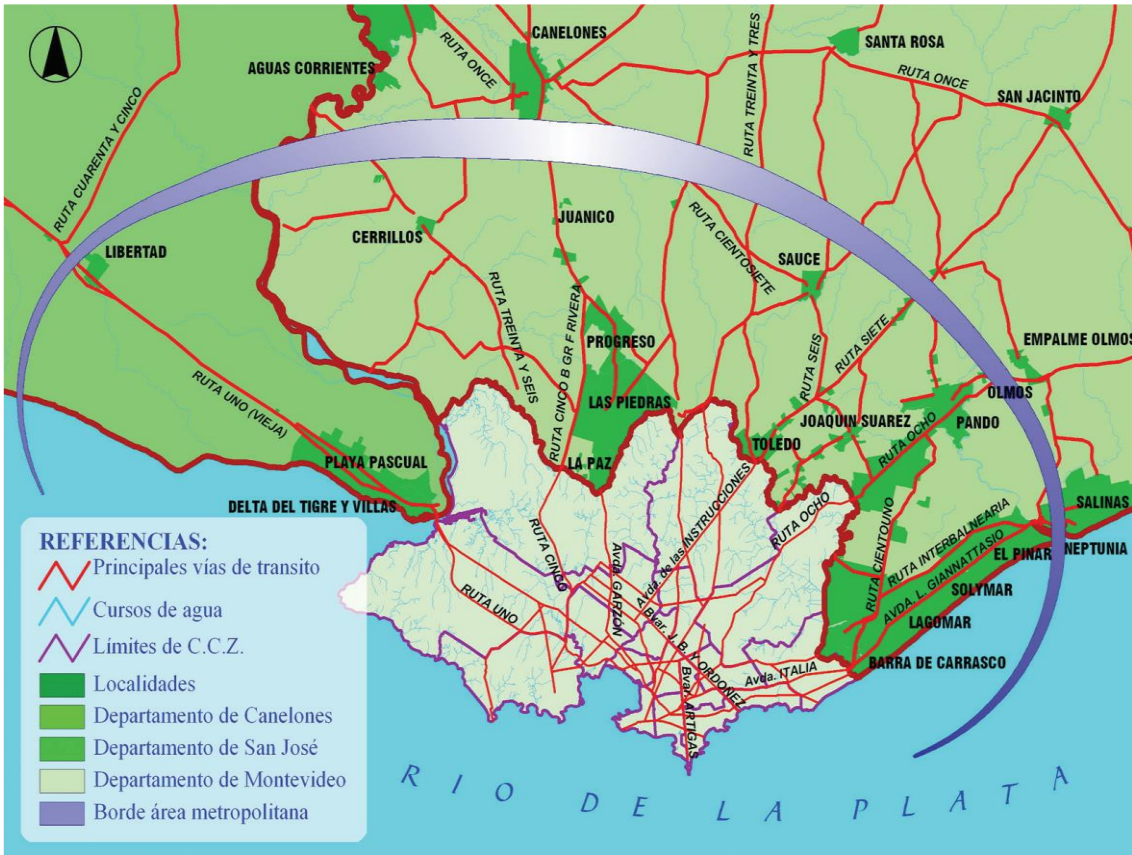 CANELONES
SANTA ROSA
AGUAS CORRIENTES
RUTA ONCE
RUTA TREINTA Y TRES
RUTA ONCE
SAN JACINTO
RUTA CUARENTA Y CINCO
LIBERTAD
CERRILLOS
JUANICO
RUTA CIENTOSIETE
SAUCE
RUTA TREINTA Y SEIS
RUTA CINCO B GR F RIVERA
PROGRESO
RUTA SEIS
RUTA SIETE
EMPALME OLMOS
OLMOS
RUTA UNO (VIEJA)
LAS PIEDRAS
JOAQUIN SUAREZ
RUTA OCHO
PANDO
TOLEDO
PLAYA PASCUAL
LA PAZ
DELTA DEL TIGRE Y VILLAS
SALINAS
RUTA CINCO
Avda. GARZÓN
Avda. de las INSTRUCCIONES
RUTA OCHO
RUTA CIENTOUNO
RUTA INTERBALNEARIA
AVDA. L. GIANNATTASIO
EL PINAR
NEPTUNIA
SOLYMAR
LAGOMAR
BARRA DE CARRASCO
RUTA UNO
Bvar. J. B. Y ORDOÑEZ
Avda. ITALIA
Bvar. ARTIGAS
RIO DE LA PLATA
REFERENCIAS:
Principales vías de transito
Cursos de agua
Límites de C.C.Z.
Localidades
Departamento de Canelones
Departamento de San José
Departamento de Montevideo
Borde área metropolitana